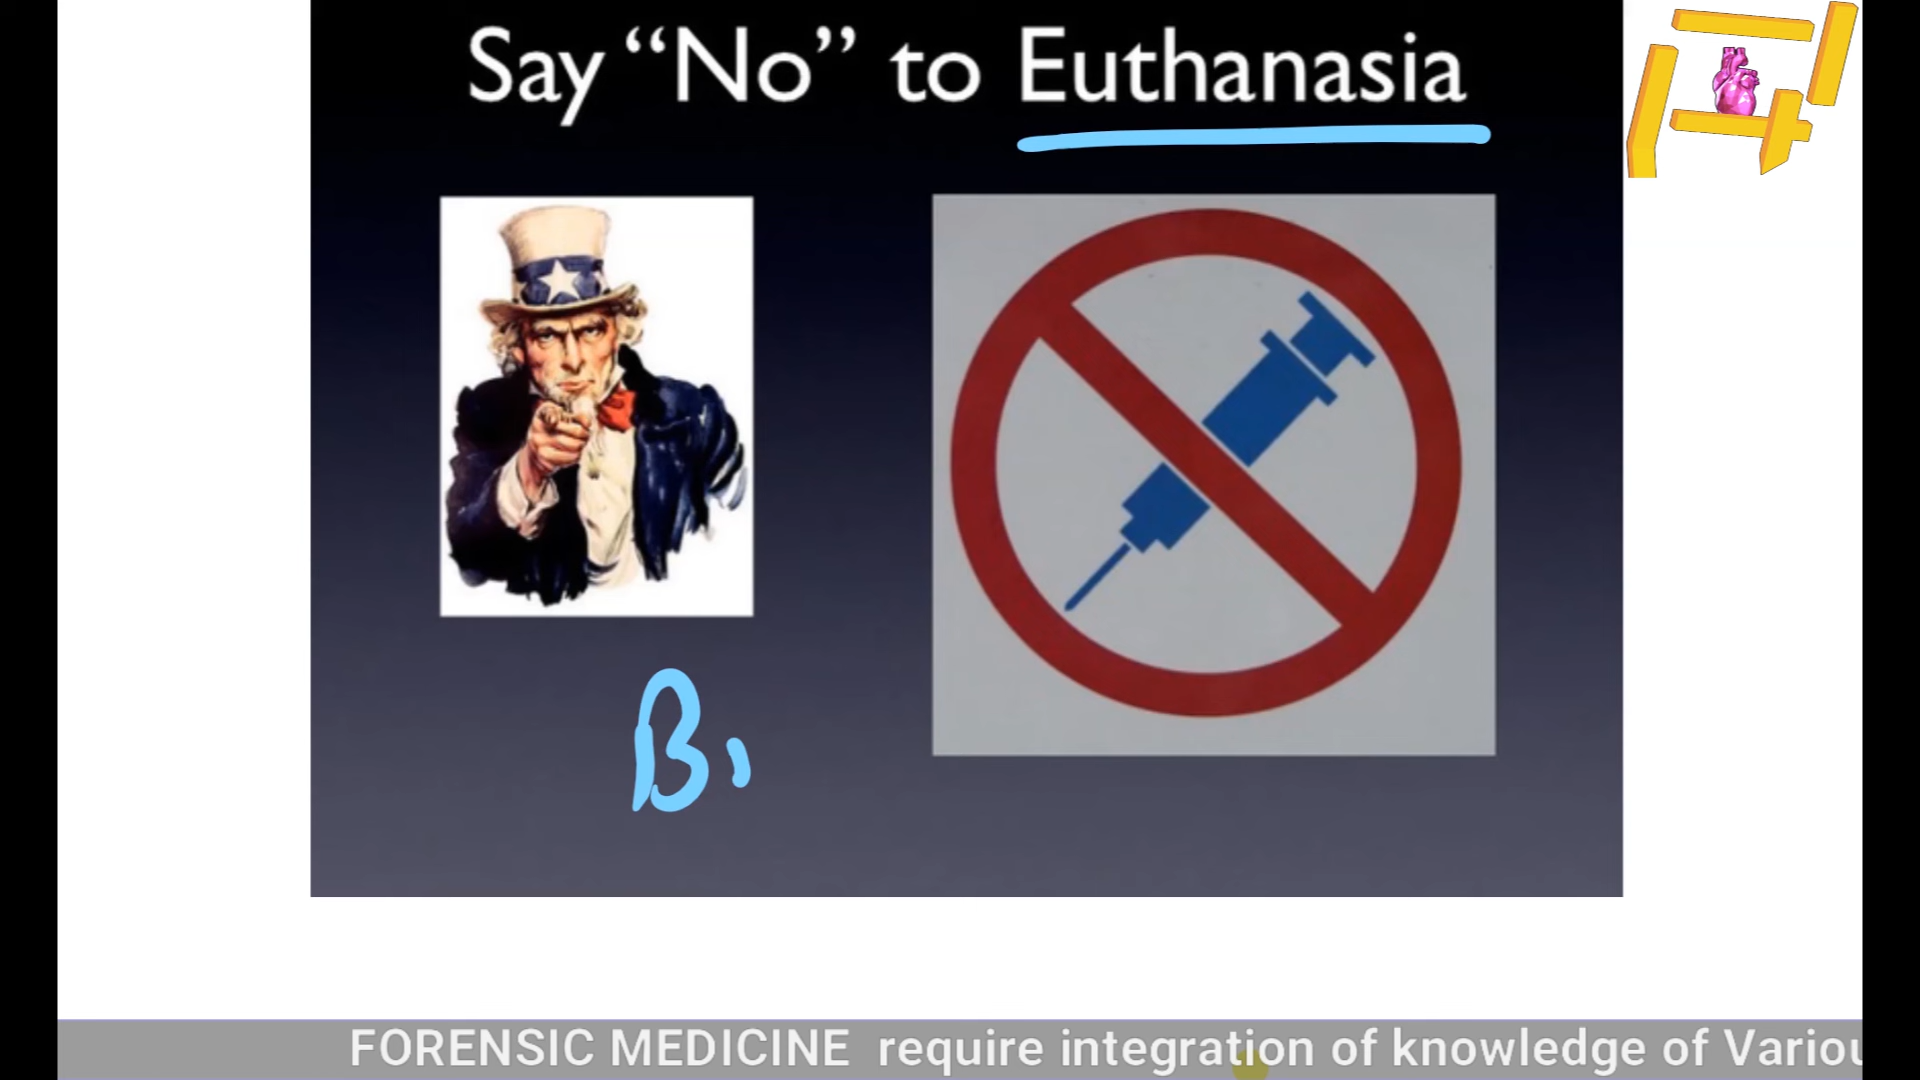 Say “No” to Euthanasia
B
FORENSIC MEDICINE require integration of knowledge of Variou